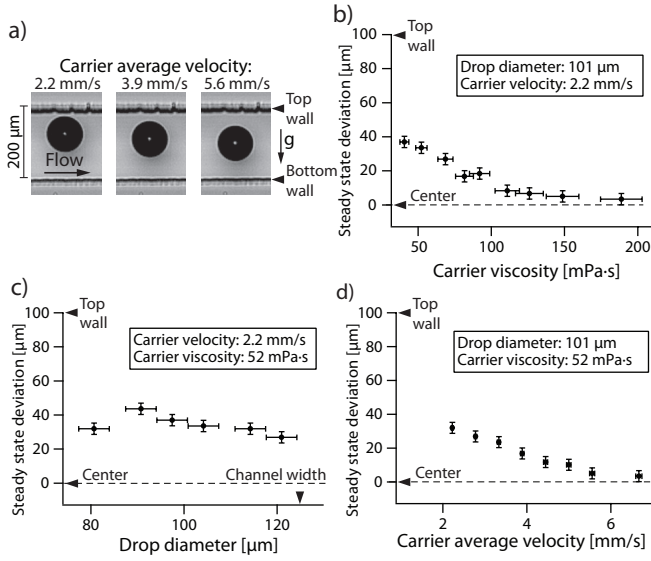 a)
Carrier average velocity:
2.2 mm/s 3.9 mm/s 5.6 mm/s
200 µm
Flow
Top
wall
g
Bottom
wall
b)
Steady state deviation [µm]
100
80
60
40
20
0
Top
wall
Drop diameter: 101 µm
Carrier velocity: 2.2 mm/s
Center
50 100 150 200
Carrier viscosity [mPa·s]
c)
Steady state deviation [µm]
100
80
60
40
20
0
Top
wall
Carrier velocity: 2.2 mm/s
Carrier viscosity: 52 mPa·s
Center
Channel width
80 100 120
Drop diameter [µm]
d)
Steady state deviation [µm]
100
80
60
40
20
0
Top
wall
Drop diameter: 101 µm
Carrier viscosity: 52 mPa·s
Center
2 4 6
Carrier average velocity [mm/s]